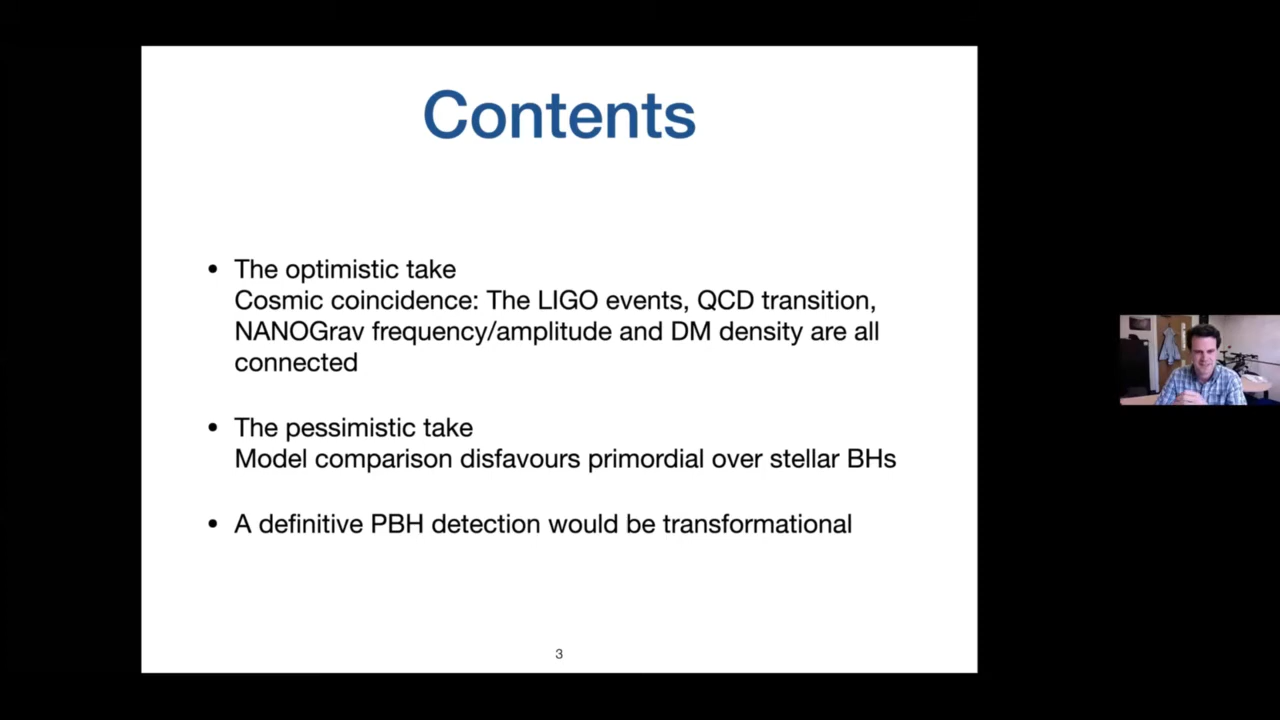 Contents
• The optimistic take
Cosmic coincidence: The LIGO events, QCD transition,
NANOGrav frequency/amplitude and DM density are all
connected
• The pessimistic take
Model comparison disfavours primordial over stellar BHs
• A definitive PBH detection would be transformational
3